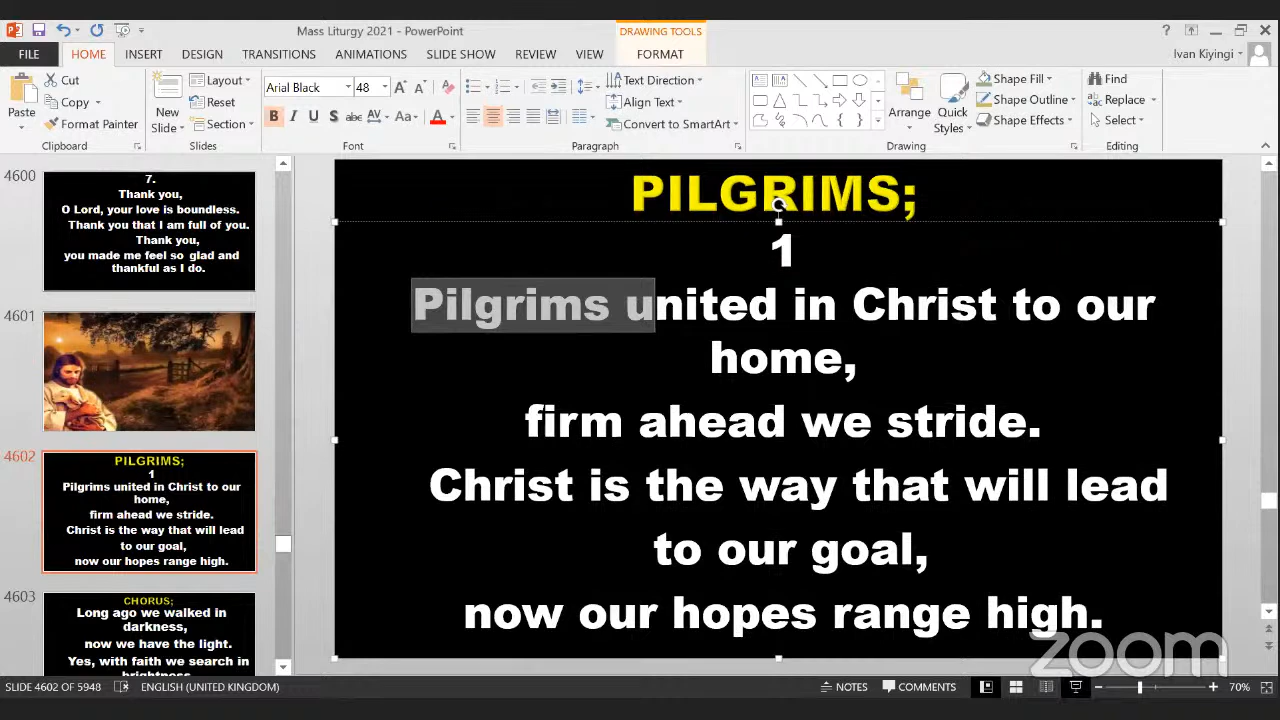 Mass Liturgy 2021 - PowerPoint
DRAWING TOOLS
?
FILE HOME INSERT DESIGN TRANSITIONS ANIMATIONS SLIDE SHOW REVIEW VIEW FORMAT
Ivan Kiyingi
Paste
Cut
Copy
Format Painter
Clipboard
New Slide
Layout
Reset
Section
Slides
Arial Black 48
B I U S abc AV Aa A
Font
Text Direction
Align Text
Convert to SmartArt
Paragraph
Arrange
Quick Styles
Shape Fill
Shape Outline
Shape Effects
Drawing
Find
Replace
Select
Editing
4600
7.
Thank you,
O Lord, your love is boundless.
Thank you that I am full of you.
Thank you,
you made me feel so glad and
thankful as I do.
4601
4602
PILGRIMS;
1
Pilgrims united in Christ to our
home,
firm ahead we stride.
Christ is the way that will lead
to our goal,
now our hopes range high.
4603
CHORUS;
Long ago we walked in
darkness,
now we have the light.
Yes, with faith we search in
brightness
PILGRIMS;
1
Pilgrims united in Christ to our
home,
firm ahead we stride.
Christ is the way that will lead
to our goal,
now our hopes range high.
zoom
SLIDE 4602 OF 5948 ENGLISH (UNITED KINGDOM) NOTES COMMENTS 70%